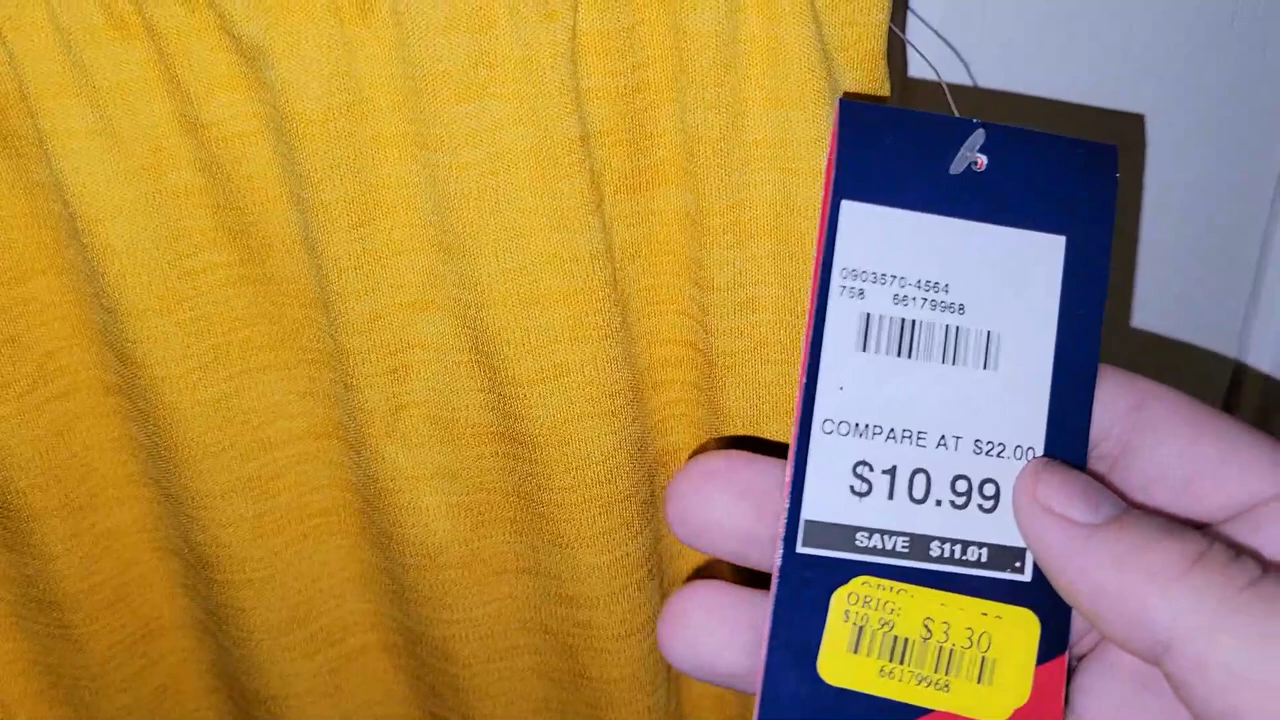 0903570-4564
758 66179968
COMPARE AT $22.00
$10.99
SAVE $11.01
ORIG:
ORIG:
$10.99 $3.30
66179968